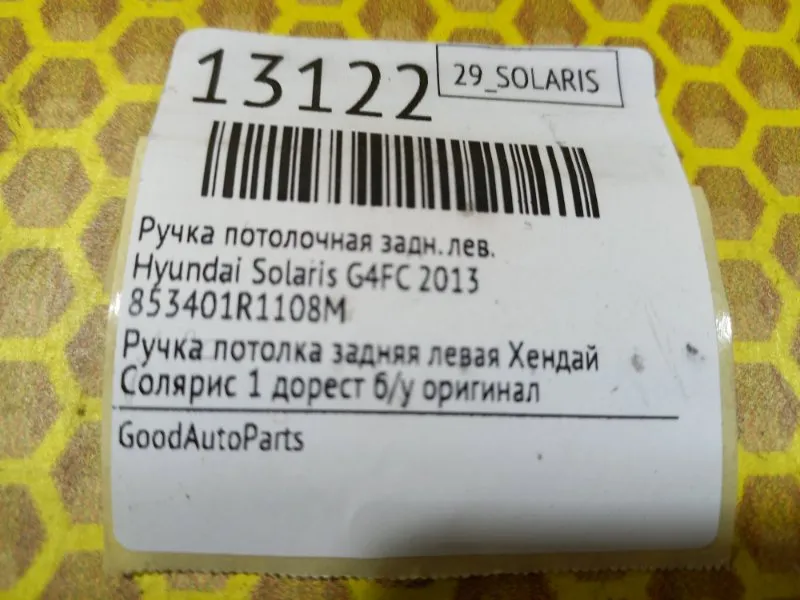 13122
29_SOLARIS
Ручка потолочная задн.лев.
Hyundai Solaris G4FC 2013
853401R1108M
Ручка потолка задняя левая Хендай
Солярис 1 дорест б/у оригинал
GoodAutoParts